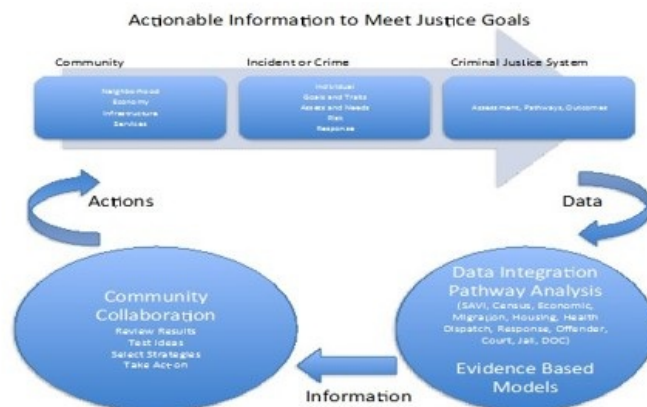 Actionable Information to Meet Justice Goals
Community
Incident or Crime
Criminal Justice System
Neighborhood
Economy
Infrastructure
Services
Individual
Goals and Traits
Assess and Needs
Risk
Response
Assessment, Pathways, Outcomes
Actions
Data
Community
Collaboration
Review Results
Test Ideas
Select Strategies
Take Action
Data Integration
Pathway Analysis
(SAVI, Census, Economic,
Migration, Housing, Health
Dispatch, Response, Offender,
Court, Jail, DOC)
Evidence Based
Models
Information